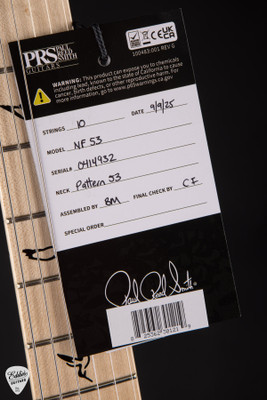 PRS PAUL REED SMITH
GUITARS
UK CA CE
100483:001 REV G
WARNING: This product can expose you to chemicals
known to the state of California to cause
cancer, birth defects or other reproductive harm. For
more information, go to www.p65warnings.ca.gov
STRINGS 10 DATE 9/9/25
MODEL NF 53
SERIAL# 0414932
NECK Pattern 53
ASSEMBLED BY BM FINAL CHECK BY CF
SPECIAL ORDER
Paul Reed Smith
Eddie's
GUITARS